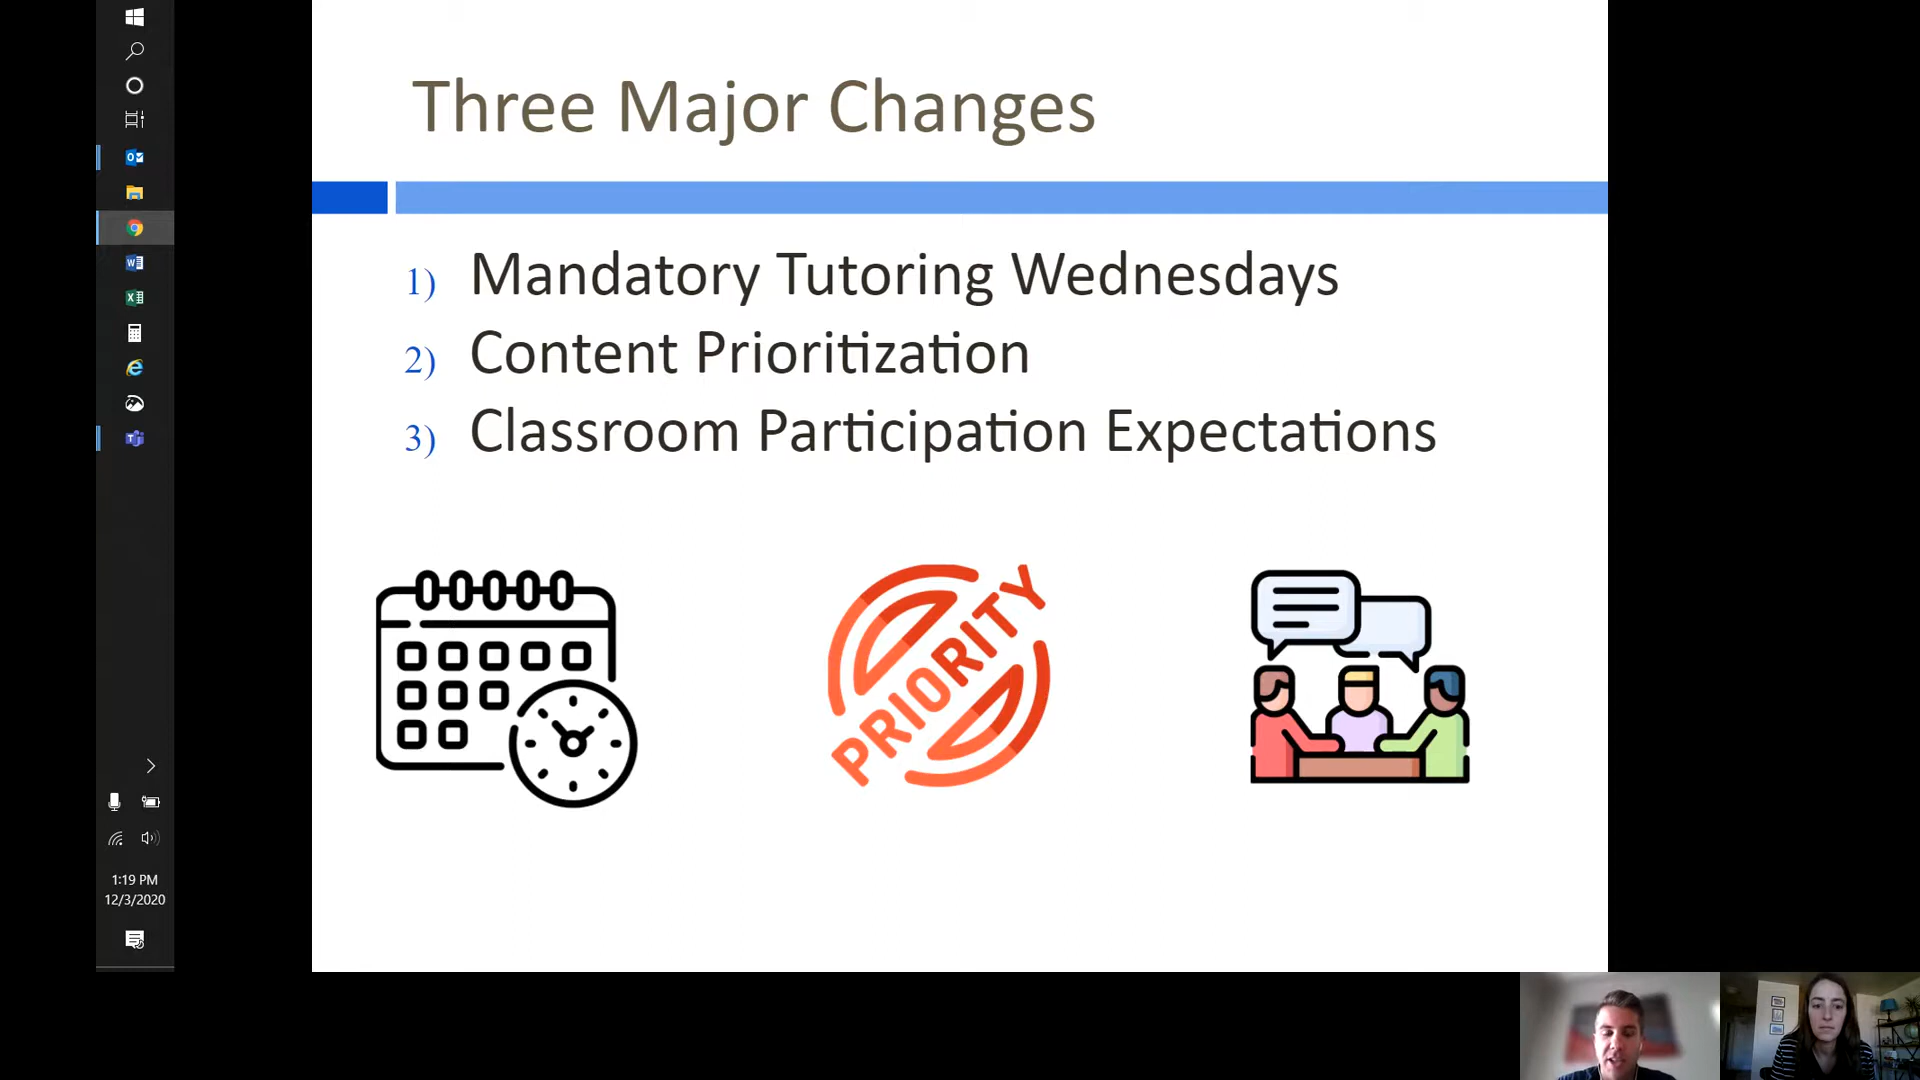 Three Major Changes
1) Mandatory Tutoring Wednesdays
2) Content Prioritization
3) Classroom Participation Expectations
PRIORITY
1:19 PM
12/3/2020